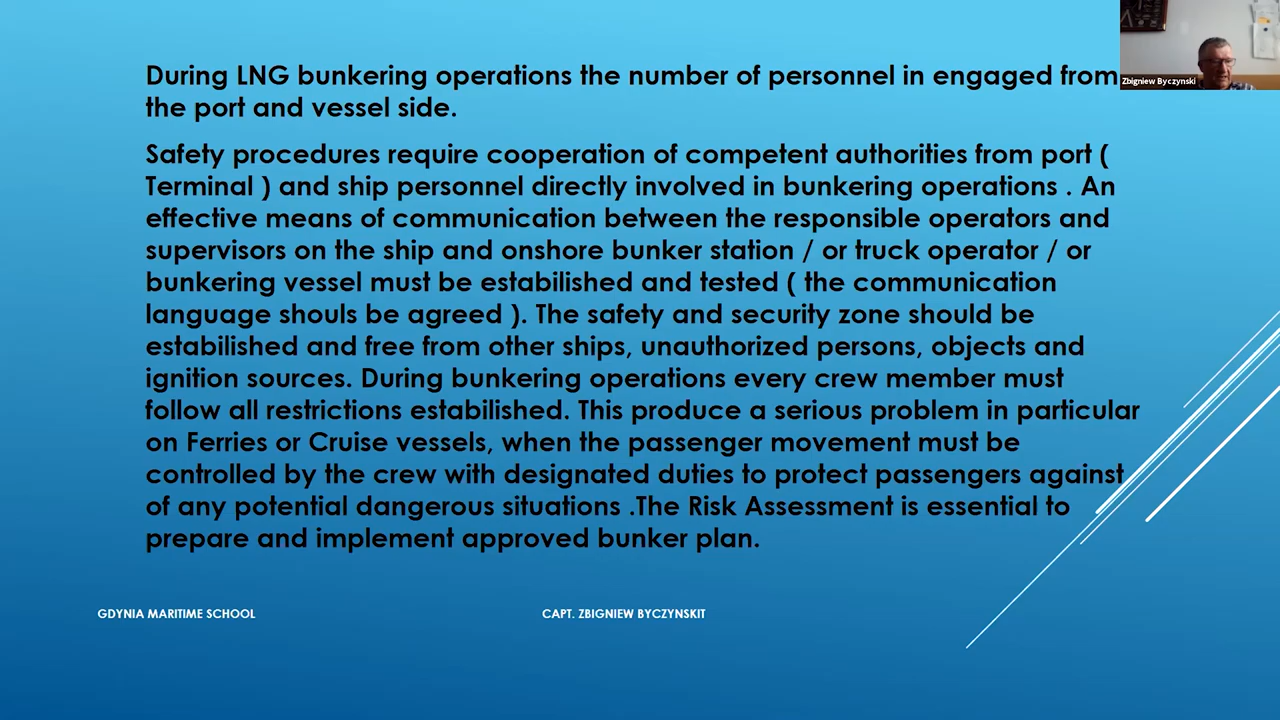 During LNG bunkering operations the number of personnel in engaged from
the port and vessel side.
Safety procedures require cooperation of competent authorities from port (
Terminal ) and ship personnel directly involved in bunkering operations . An
effective means of communication between the responsible operators and
supervisors on the ship and onshore bunker station / or truck operator / or
bunkering vessel must be estabilished and tested ( the communication
language shouls be agreed ). The safety and security zone should be
estabilished and free from other ships, unauthorized persons, objects and
ignition sources. During bunkering operations every crew member must
follow all restrictions estabilished. This produce a serious problem in particular
on Ferries or Cruise vessels, when the passenger movement must be
controlled by the crew with designated duties to protect passengers against
of any potential dangerous situations .The Risk Assessment is essential to
prepare and implement approved bunker plan.
GDYNIA MARITIME SCHOOL
CAPT. ZBIGNIEW BYCZYNSKIT
Zbigniew Byczynski